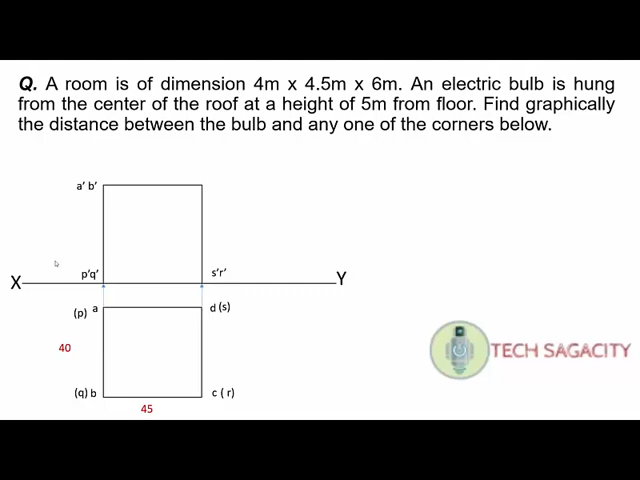 Q. A room is of dimension 4m x 4.5m x 6m. An electric bulb is hung
from the center of the roof at a height of 5m from floor. Find graphically
the distance between the bulb and any one of the corners below.
a' b'
p'q' s'r'
X Y
(p) a d (s)
40
TECH SAGACITY
(q) b c ( r)
45